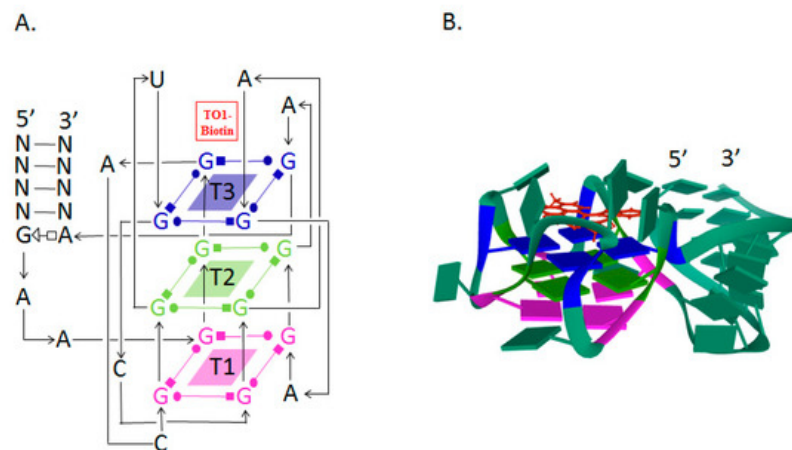 A.
B.
U
A
A
TO1-
Biotin
5’ 3’
N N
N N
N N
N N
G A
A
G G
T3
G G
G G
T2
G G
G G
T1
G G
A
A
C
A
C
5’ 3’